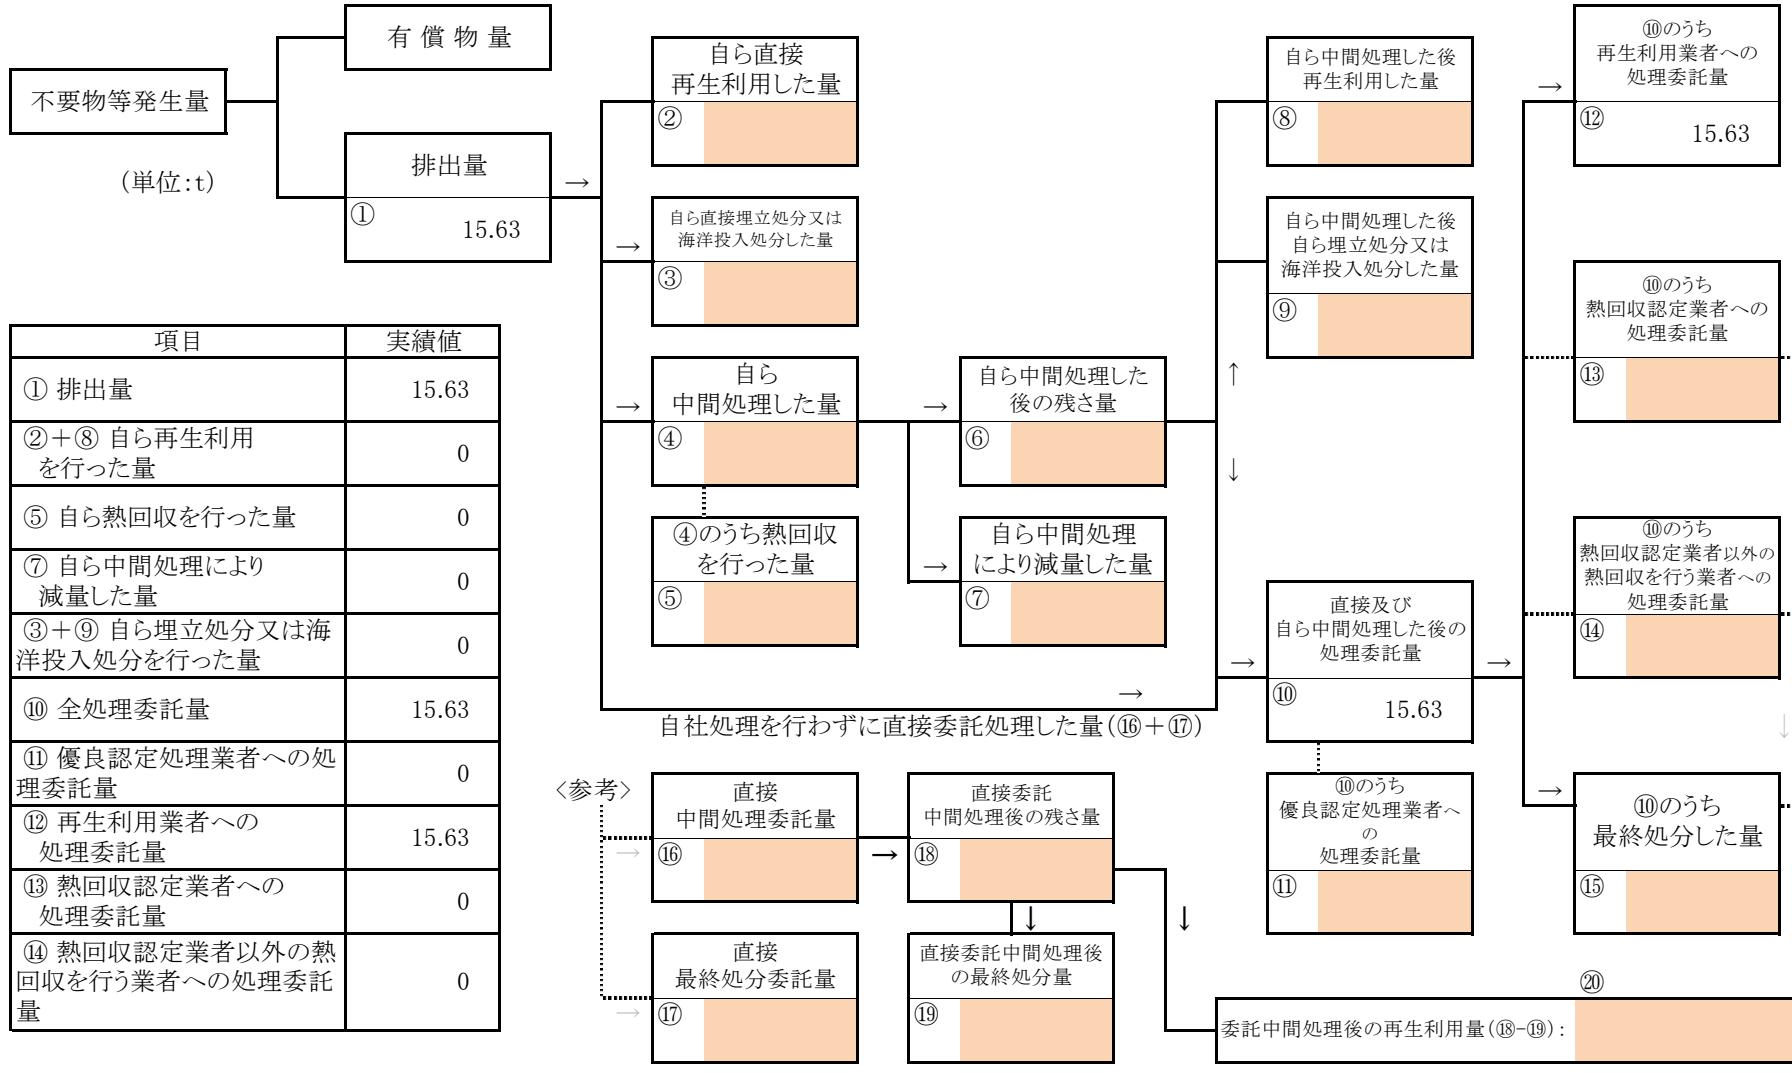 有 償 物 量
不要物等発生量
(単位:t)
排出量
①
15.63
→
自ら直接
再生利用した量
②
→
自ら直接埋立処分又は
海洋投入処分した量
③
→
自ら
中間処理した量
④
④のうち熱回収
を行った量
⑤
→
自ら中間処理した
後の残さ量
⑥
→
自ら中間処理
により減量した量
⑦
↑
↓
自ら中間処理した後
再生利用した量
⑧
自ら中間処理した後
自ら埋立処分又は
海洋投入処分した量
⑨
→
自社処理を行わずに直接委託処理した量(⑯+⑰)
→
直接及び
自ら中間処理した後の
処理委託量
⑩
15.63
⑩のうち
優良認定処理業者へ
の
処理委託量
⑪
→
→
⑩のうち
再生利用業者への
処理委託量
⑫
15.63
⑩のうち
熱回収認定業者への
処理委託量
⑬
⑩のうち
熱回収認定業者以外の
熱回収を行う業者への
処理委託量
⑭
↓
→
⑩のうち
最終処分した量
⑮
項目 実績値
① 排出量 15.63
②+⑧ 自ら再生利用
を行った量 0
⑤ 自ら熱回収を行った量 0
⑦ 自ら中間処理により
減量した量 0
③+⑨ 自ら埋立処分又は海
洋投入処分を行った量 0
⑩ 全処理委託量 15.63
⑪ 優良認定処理業者への処
理委託量 0
⑫ 再生利用業者への
処理委託量 15.63
⑬ 熱回収認定業者への
処理委託量 0
⑭ 熱回収認定業者以外の熱
回収を行う業者への処理委託 0
量
<参考>
→
直接
中間処理委託量
⑯
→
直接委託
中間処理後の残さ量
⑱
→
直接
最終処分委託量
⑰
↓
直接委託中間処理後
の最終処分量
⑲
↓
⑳
委託中間処理後の再生利用量(⑱-⑲):